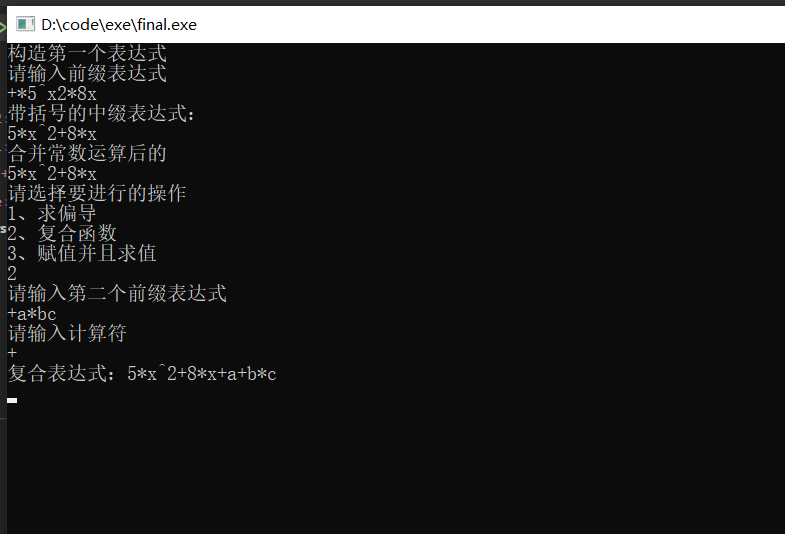 D:\code\exe\final.exe
构造第一个表达式
请输入前缀表达式
+*5^x2*8x
带括号的中缀表达式:
5*x^2+8*x
合并常数运算后的
5*x^2+8*x
请选择要进行的操作
1、求偏导
2、复合函数
3、赋值并且求值
2
请输入第二个前缀表达式
+a*bc
请输入计算符
+
复合表达式：5*x^2+8*x+a+b*c